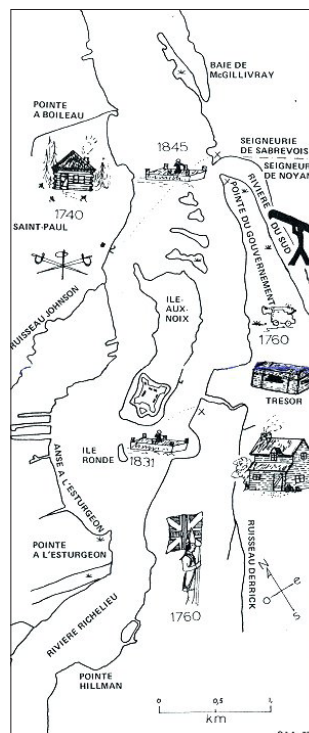 BAIE DE
McGILLIVRAY
POINTE
A BOILEAU
1845
SEIGNEURIE
DE SABREVOIS
SEIGNEUR
DE NOYAN
1740
SAINT-PAUL
RIVIERE DU SUD
POINTE DU GOUVERNEMENT
RUISSEAU JOHNSON
ILE-
AUX-
NOIX
1760
TRESOR
ILE
RONDE
1831
ANSE A L'ESTURGEON
POINTE
A L'ESTURGEON
1760
RUISSEAU DERRICK
N
E
O
S
RIVIERE RICHELIEU
POINTE
HILLMAN
0 0,5 1
km